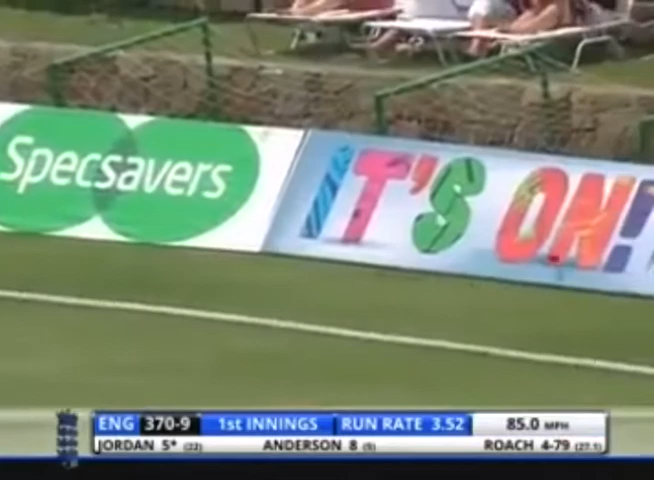 Specsavers
IT'S ON!
ENG 370-9 1st INNINGS RUN RATE 3.52 85.0 MPH
JORDAN 5* (22) ANDERSON 8 (5) ROACH 4-79 (27.1)